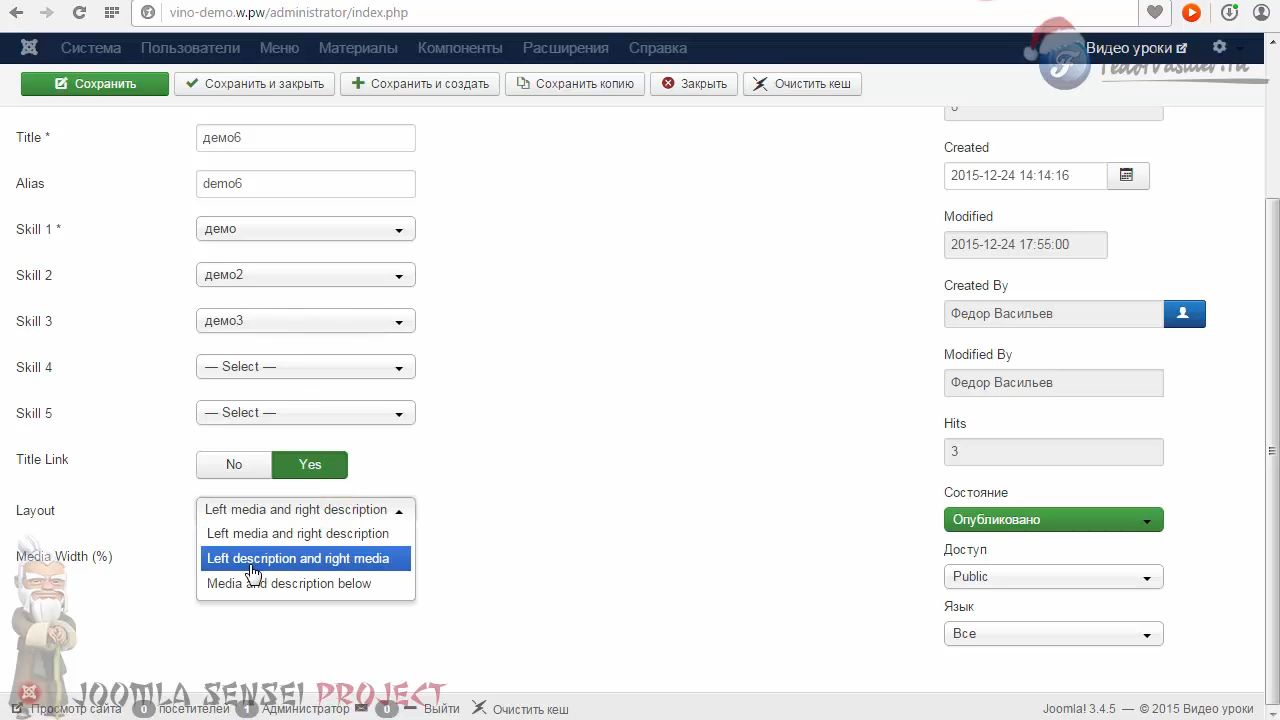 vino-demo.w.pw/administrator/index.php
Система Пользователи Меню Материалы Компоненты Расширения Справка Видео уроки
Сохранить Сохранить и закрыть Сохранить и создать Сохранить копию Закрыть Очистить кеш
Title * демо6
Alias demo6
Skill 1 * демо
Skill 2 демо2
Skill 3 демо3
Skill 4 — Select —
Skill 5 — Select —
Title Link No Yes
Layout Left media and right description
Left media and right description
Media Width (%) Left description and right media
Media and description below
Created
2015-12-24 14:14:16
Modified
2015-12-24 17:55:00
Created By
Федор Васильев
Modified By
Федор Васильев
Hits
3
Состояние
Опубликовано
Доступ
Public
Язык
Все
JOOMLA SENSEI PROJECT
Просмотр сайта 0 посетителей 1 Администратор 0 Выйти Очистить кеш Joomla! 3.4.5 — © 2015 Видео уроки